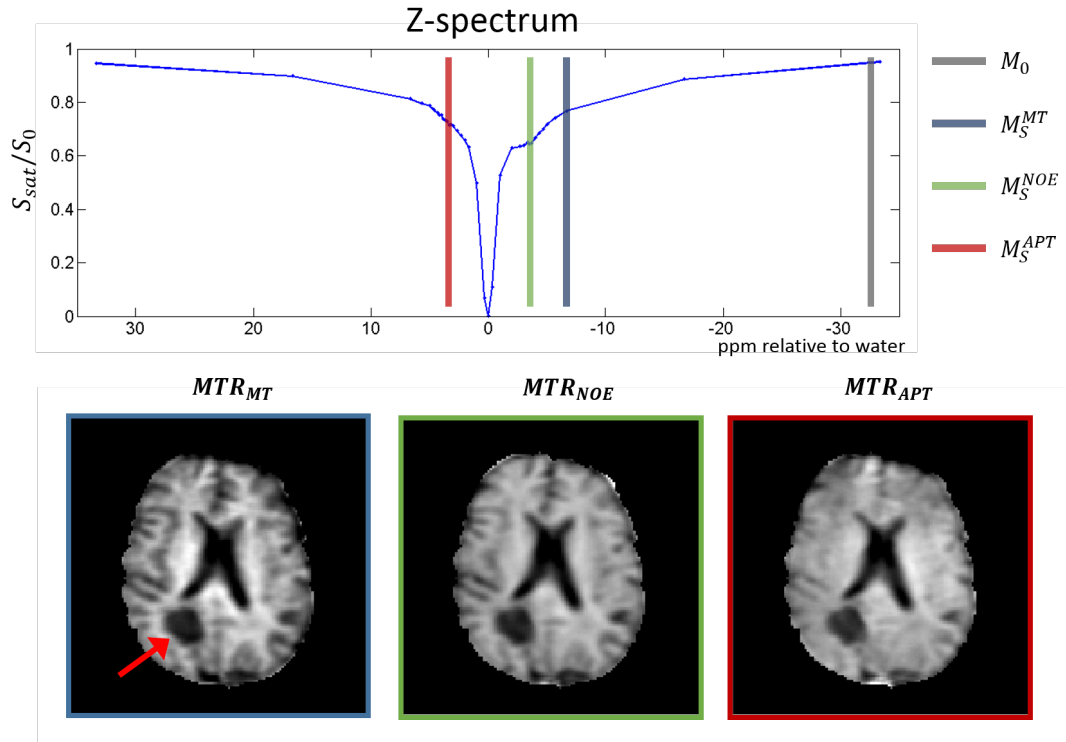 Z-spectrum
S_sat/S_0
1
0.8
0.6
0.4
0.2
0
30 20 10 0 -10 -20 -30
ppm relative to water
M_0
M_S^MT
M_S^NOE
M_S^APT
MTR_MT MTR_NOE MTR_APT